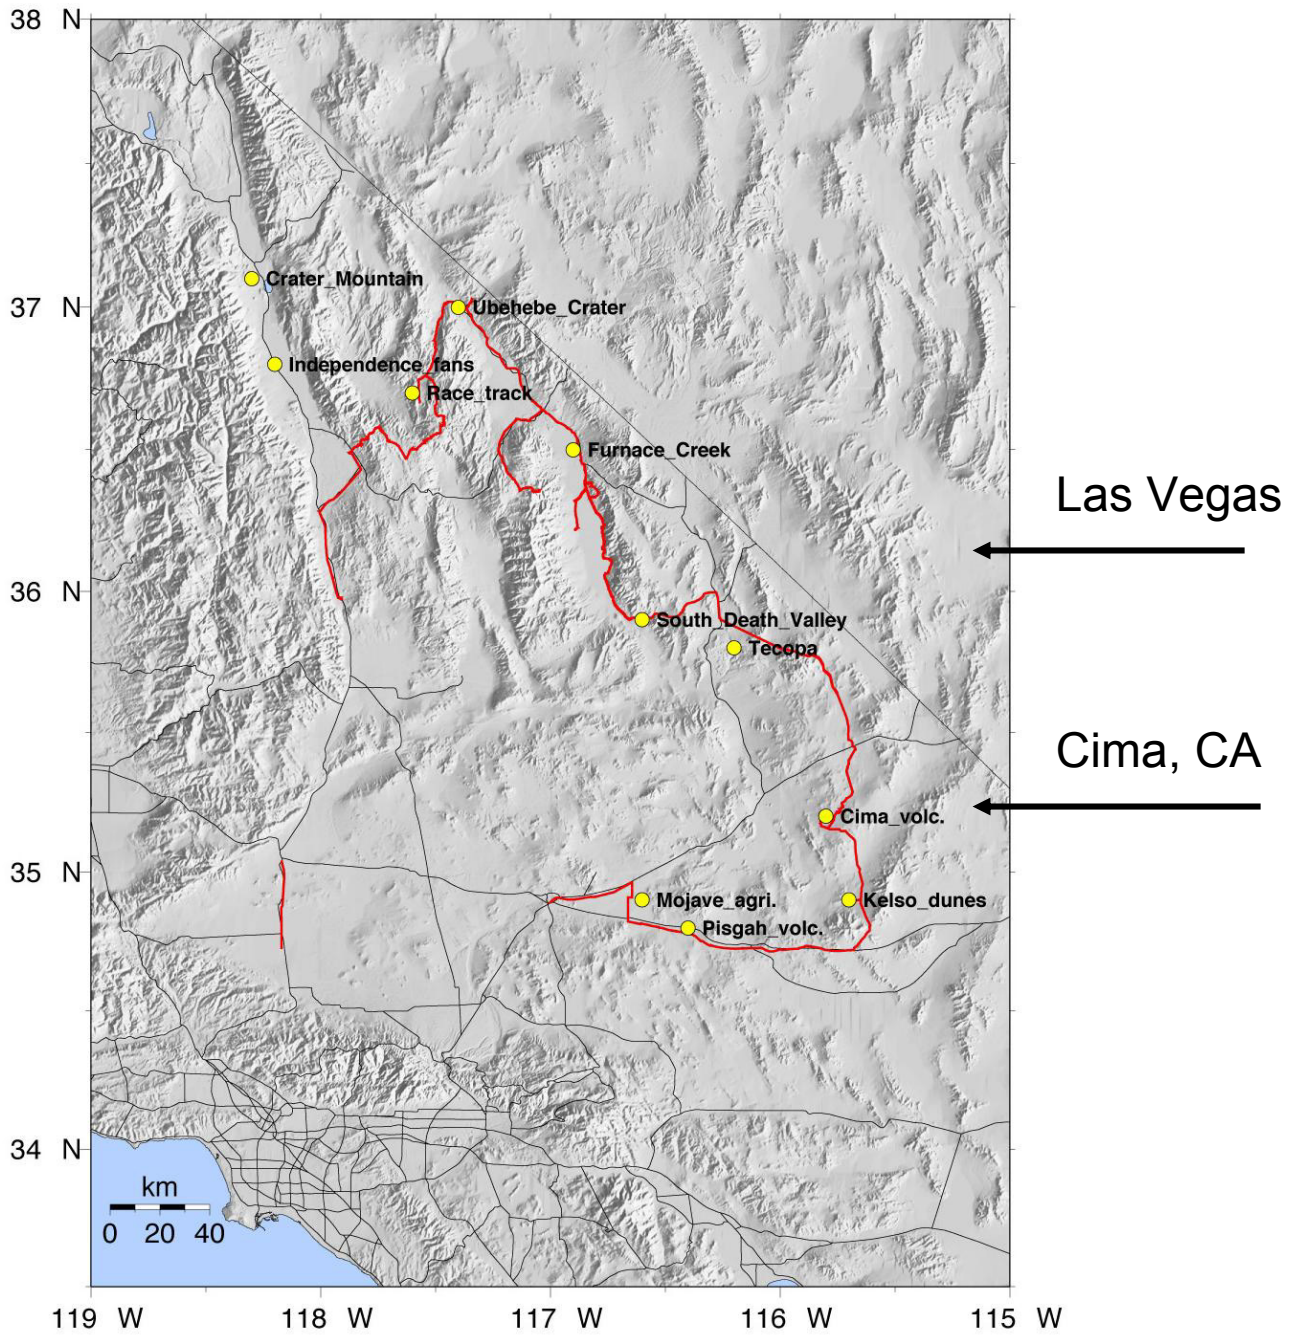 38 N
Crater_Mountain
37 N
Ubehebe_Crater
Independence_fans
Race_track
Furnace_Creek
Las Vegas
36 N
South_Death_Valley
Tecopa
Cima, CA
Cima_volc.
35 N
Mojave_agri.
Kelso_dunes
Pisgah_volc.
34 N
km
0 20 40
119 W 118 W 117 W 116 W 115 W